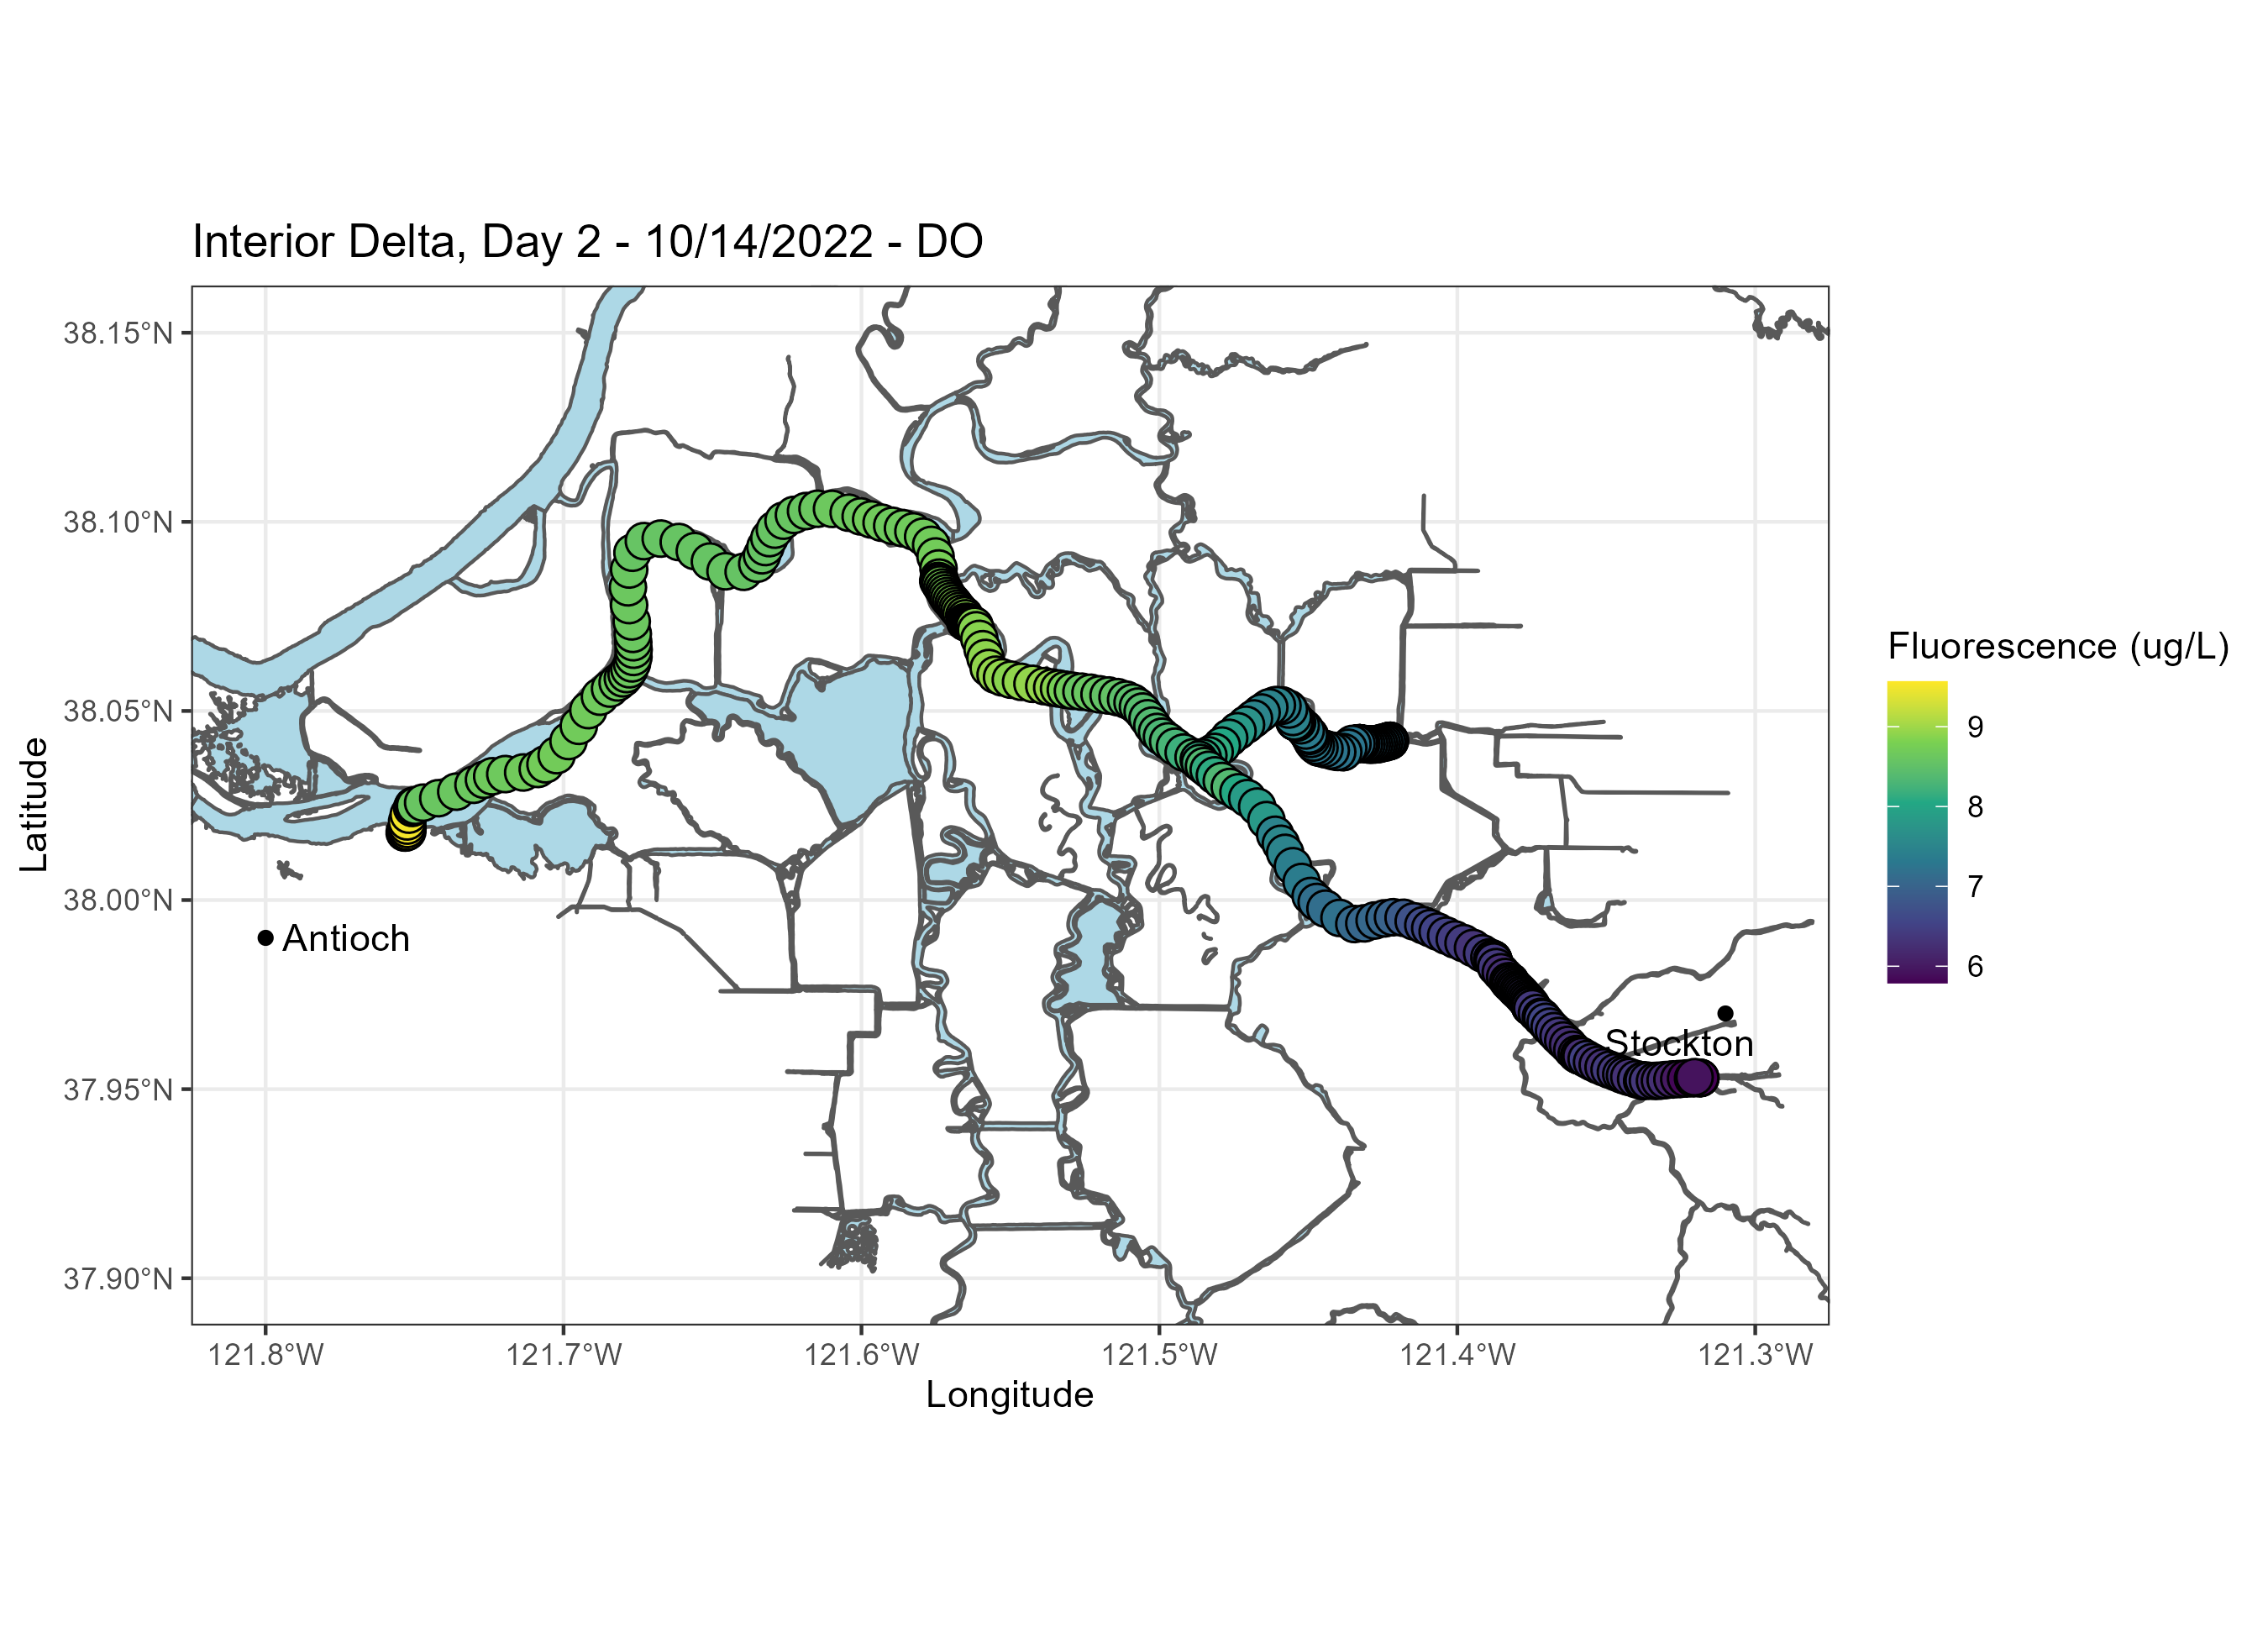 Interior Delta, Day 2 - 10/14/2022 - DO
38.15°N
38.10°N
38.05°N
38.00°N
37.95°N
37.90°N
Latitude
Antioch
Stockton
121.8°W
121.7°W
121.6°W
121.5°W
121.4°W
121.3°W
Longitude
Fluorescence (ug/L)
9
8
7
6